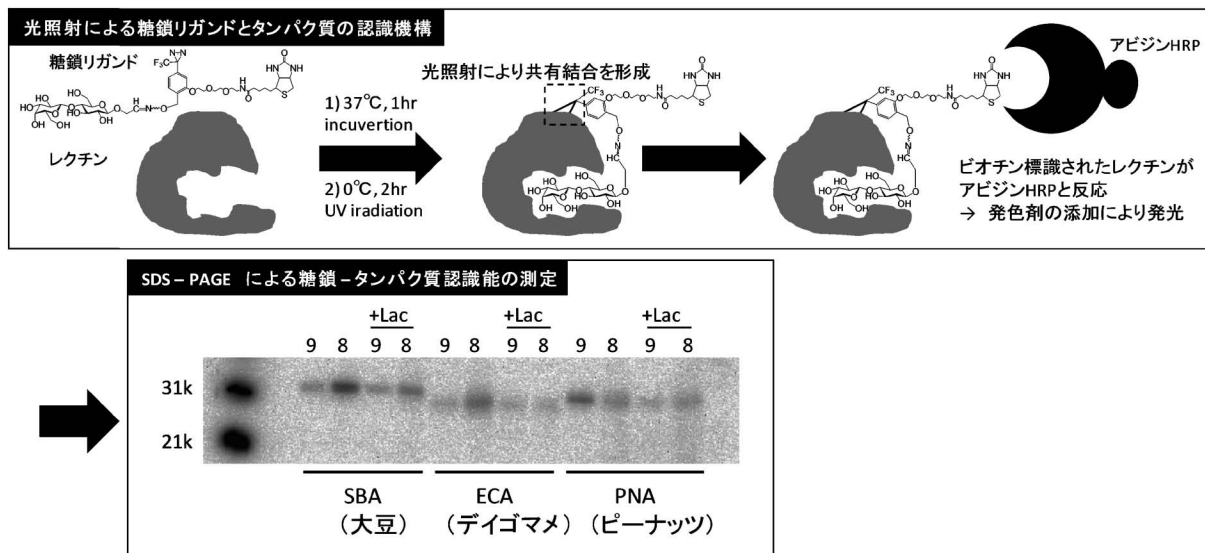 光照射による糖鎖リガンドとタンパク質の認識機構
糖鎖リガンド
レクチン
1) 37℃, 1hr
incuvertion
2) 0℃, 2hr
UV irradiation
光照射により共有結合を形成
アビジンHRP
ビオチン標識されたレクチンが
アビジンHRPと反応
→ 発色剤の添加により発光
SDS – PAGE による糖鎖 – タンパク質認識能の測定
+Lac +Lac +Lac
9 8 9 8 9 8 9 8 9 8 9 8
31k
21k
SBA ECA PNA
（大豆） （デイゴマメ） （ピーナッツ）